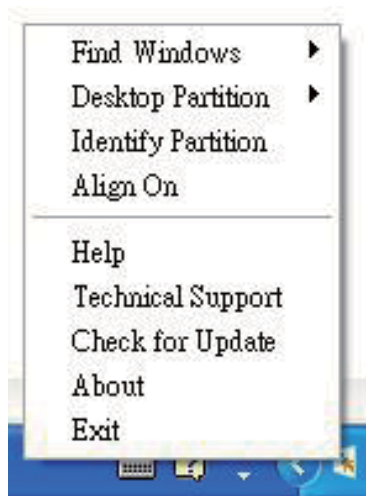 Find Windows
Desktop Partition
Identify Partition
Align On
Help
Technical Support
Check for Update
About
Exit